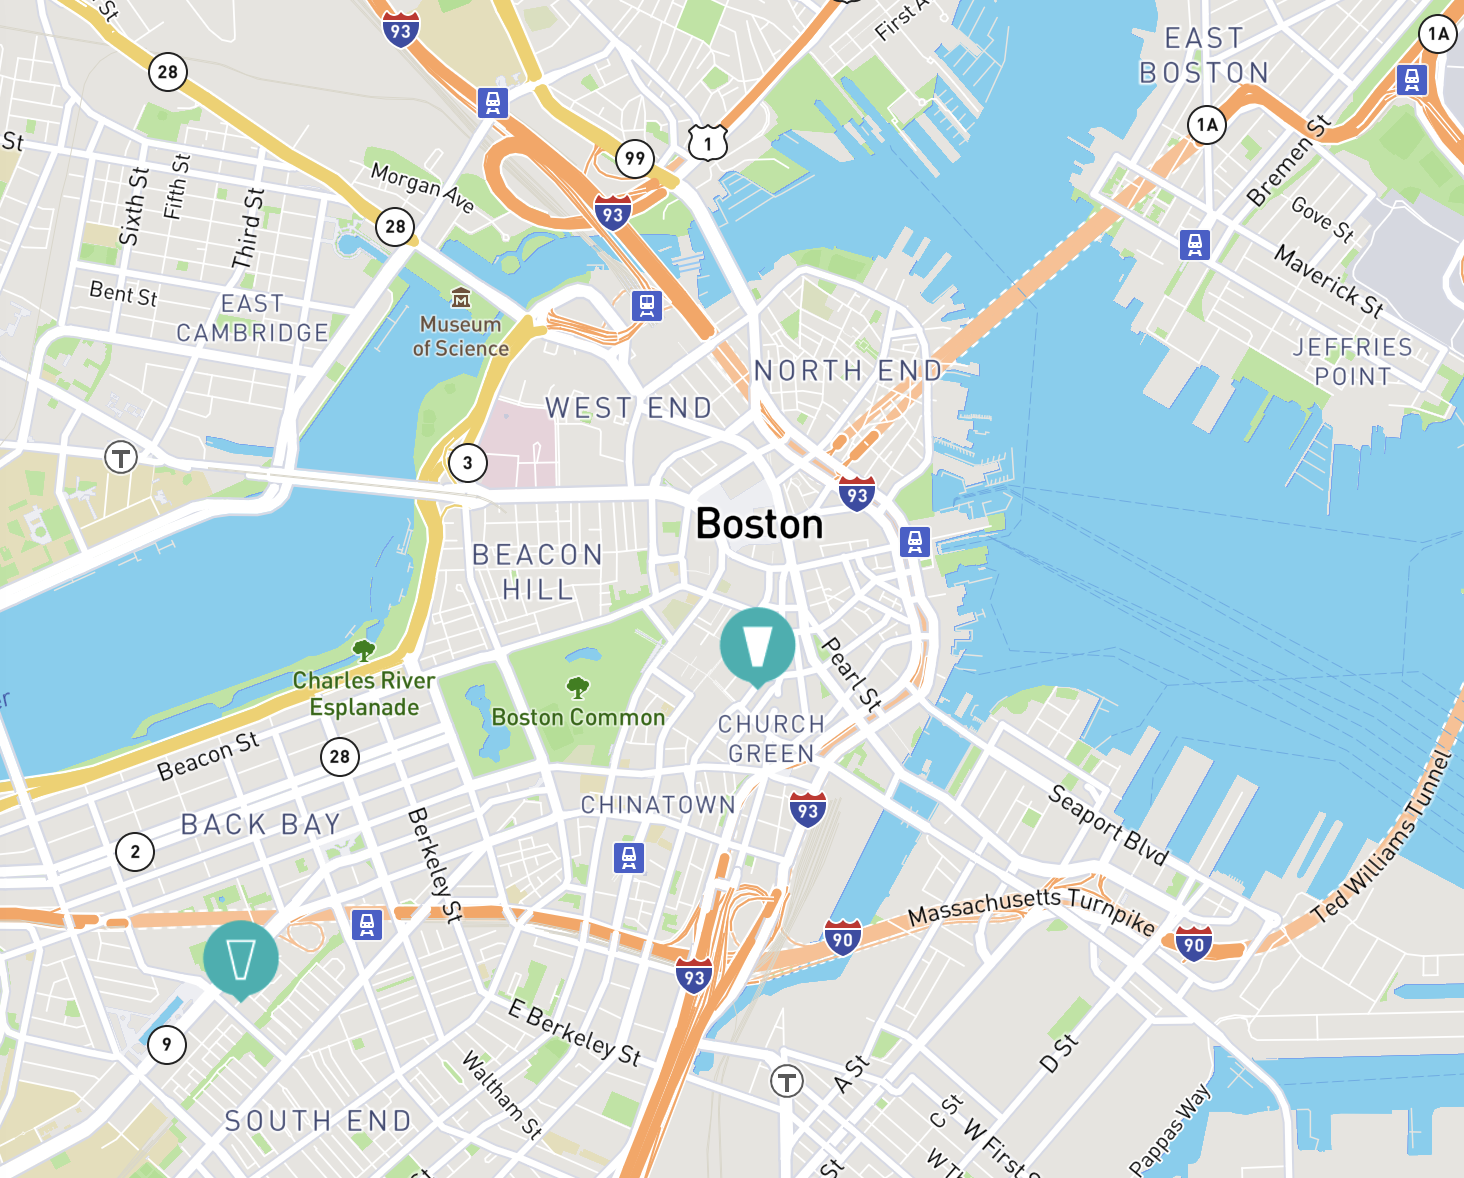 St
93
First A
EAST
BOSTON
1A
28
1A
99
1
St
Morgan Ave
Bremen St
Sixth St
Fifth St
Third St
28
93
Gove St
Maverick St
Bent St
EAST
CAMBRIDGE
Museum
of Science
JEFFRIES
POINT
NORTH END
WEST END
T
3
93
Boston
BEACON
HILL
Pearl St
Charles River
Esplanade
er
Boston Common
CHURCH
GREEN
Beacon St
28
CHINATOWN
93
Seaport Blvd
Ted Williams Tunnel
BACK BAY
Berkeley St
2
Massachusetts Turnpike
90
90
93
9
E Berkeley St
Waltham St
T
A St
D St
C St
W First S
W Th
Pappas Way
SOUTH END
St
St